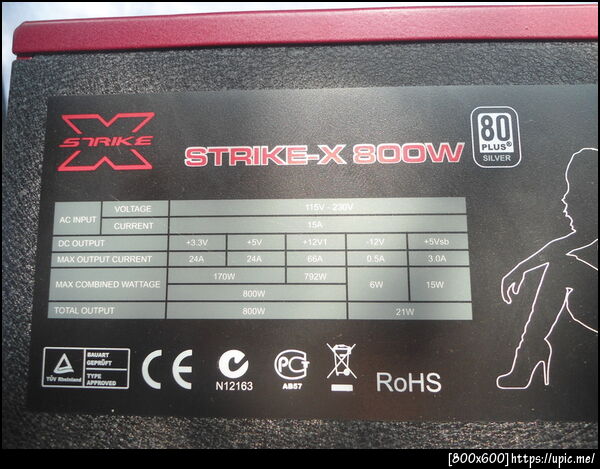 X
STRIKE
STRIKE-X 800W
80
PLUS®
SILVER
AC INPUT VOLTAGE 115V - 230V
CURRENT 15A
DC OUTPUT +3.3V +5V +12V1 -12V +5Vsb
MAX OUTPUT CURRENT 24A 24A 66A 0.5A 3.0A
MAX COMBINED WATTAGE 170W 792W 6W 15W
800W
TOTAL OUTPUT 800W 21W
TÜV Rheinland
BAUART
GEPRÜFT
TYPE
APPROVED
CE
N12163
PCT
AB57
RoHS
[800x600]https://upic.me/